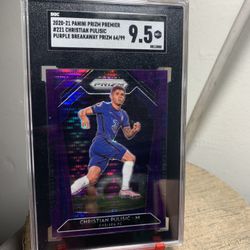 SGC
2020-21 PANINI PRIZM PREMIER
#221 CHRISTIAN PULISIC
PURPLE BREAKAWAY PRIZM 64/99
9.5
PRIZM
CHRISTIAN PULISIC - M
CHELSEA FC